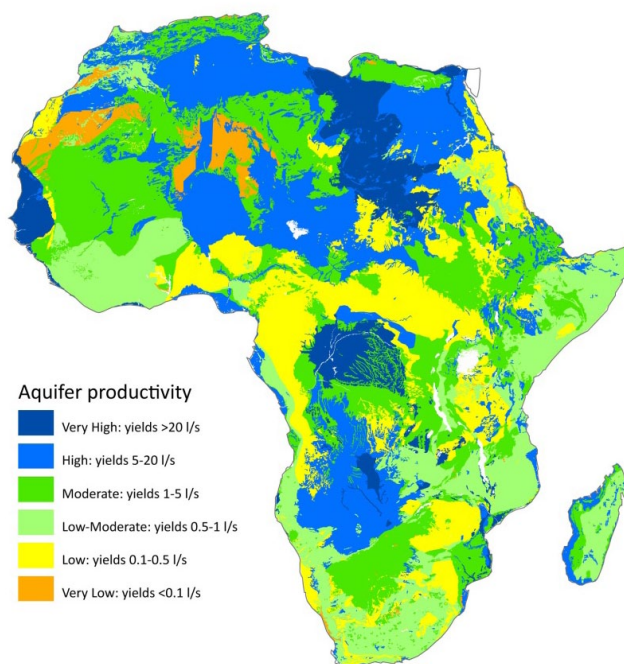 Aquifer productivity
Very High: yields >20 l/s
High: yields 5-20 l/s
Moderate: yields 1-5 l/s
Low-Moderate: yields 0.5-1 l/s
Low: yields 0.1-0.5 l/s
Very Low: yields <0.1 l/s